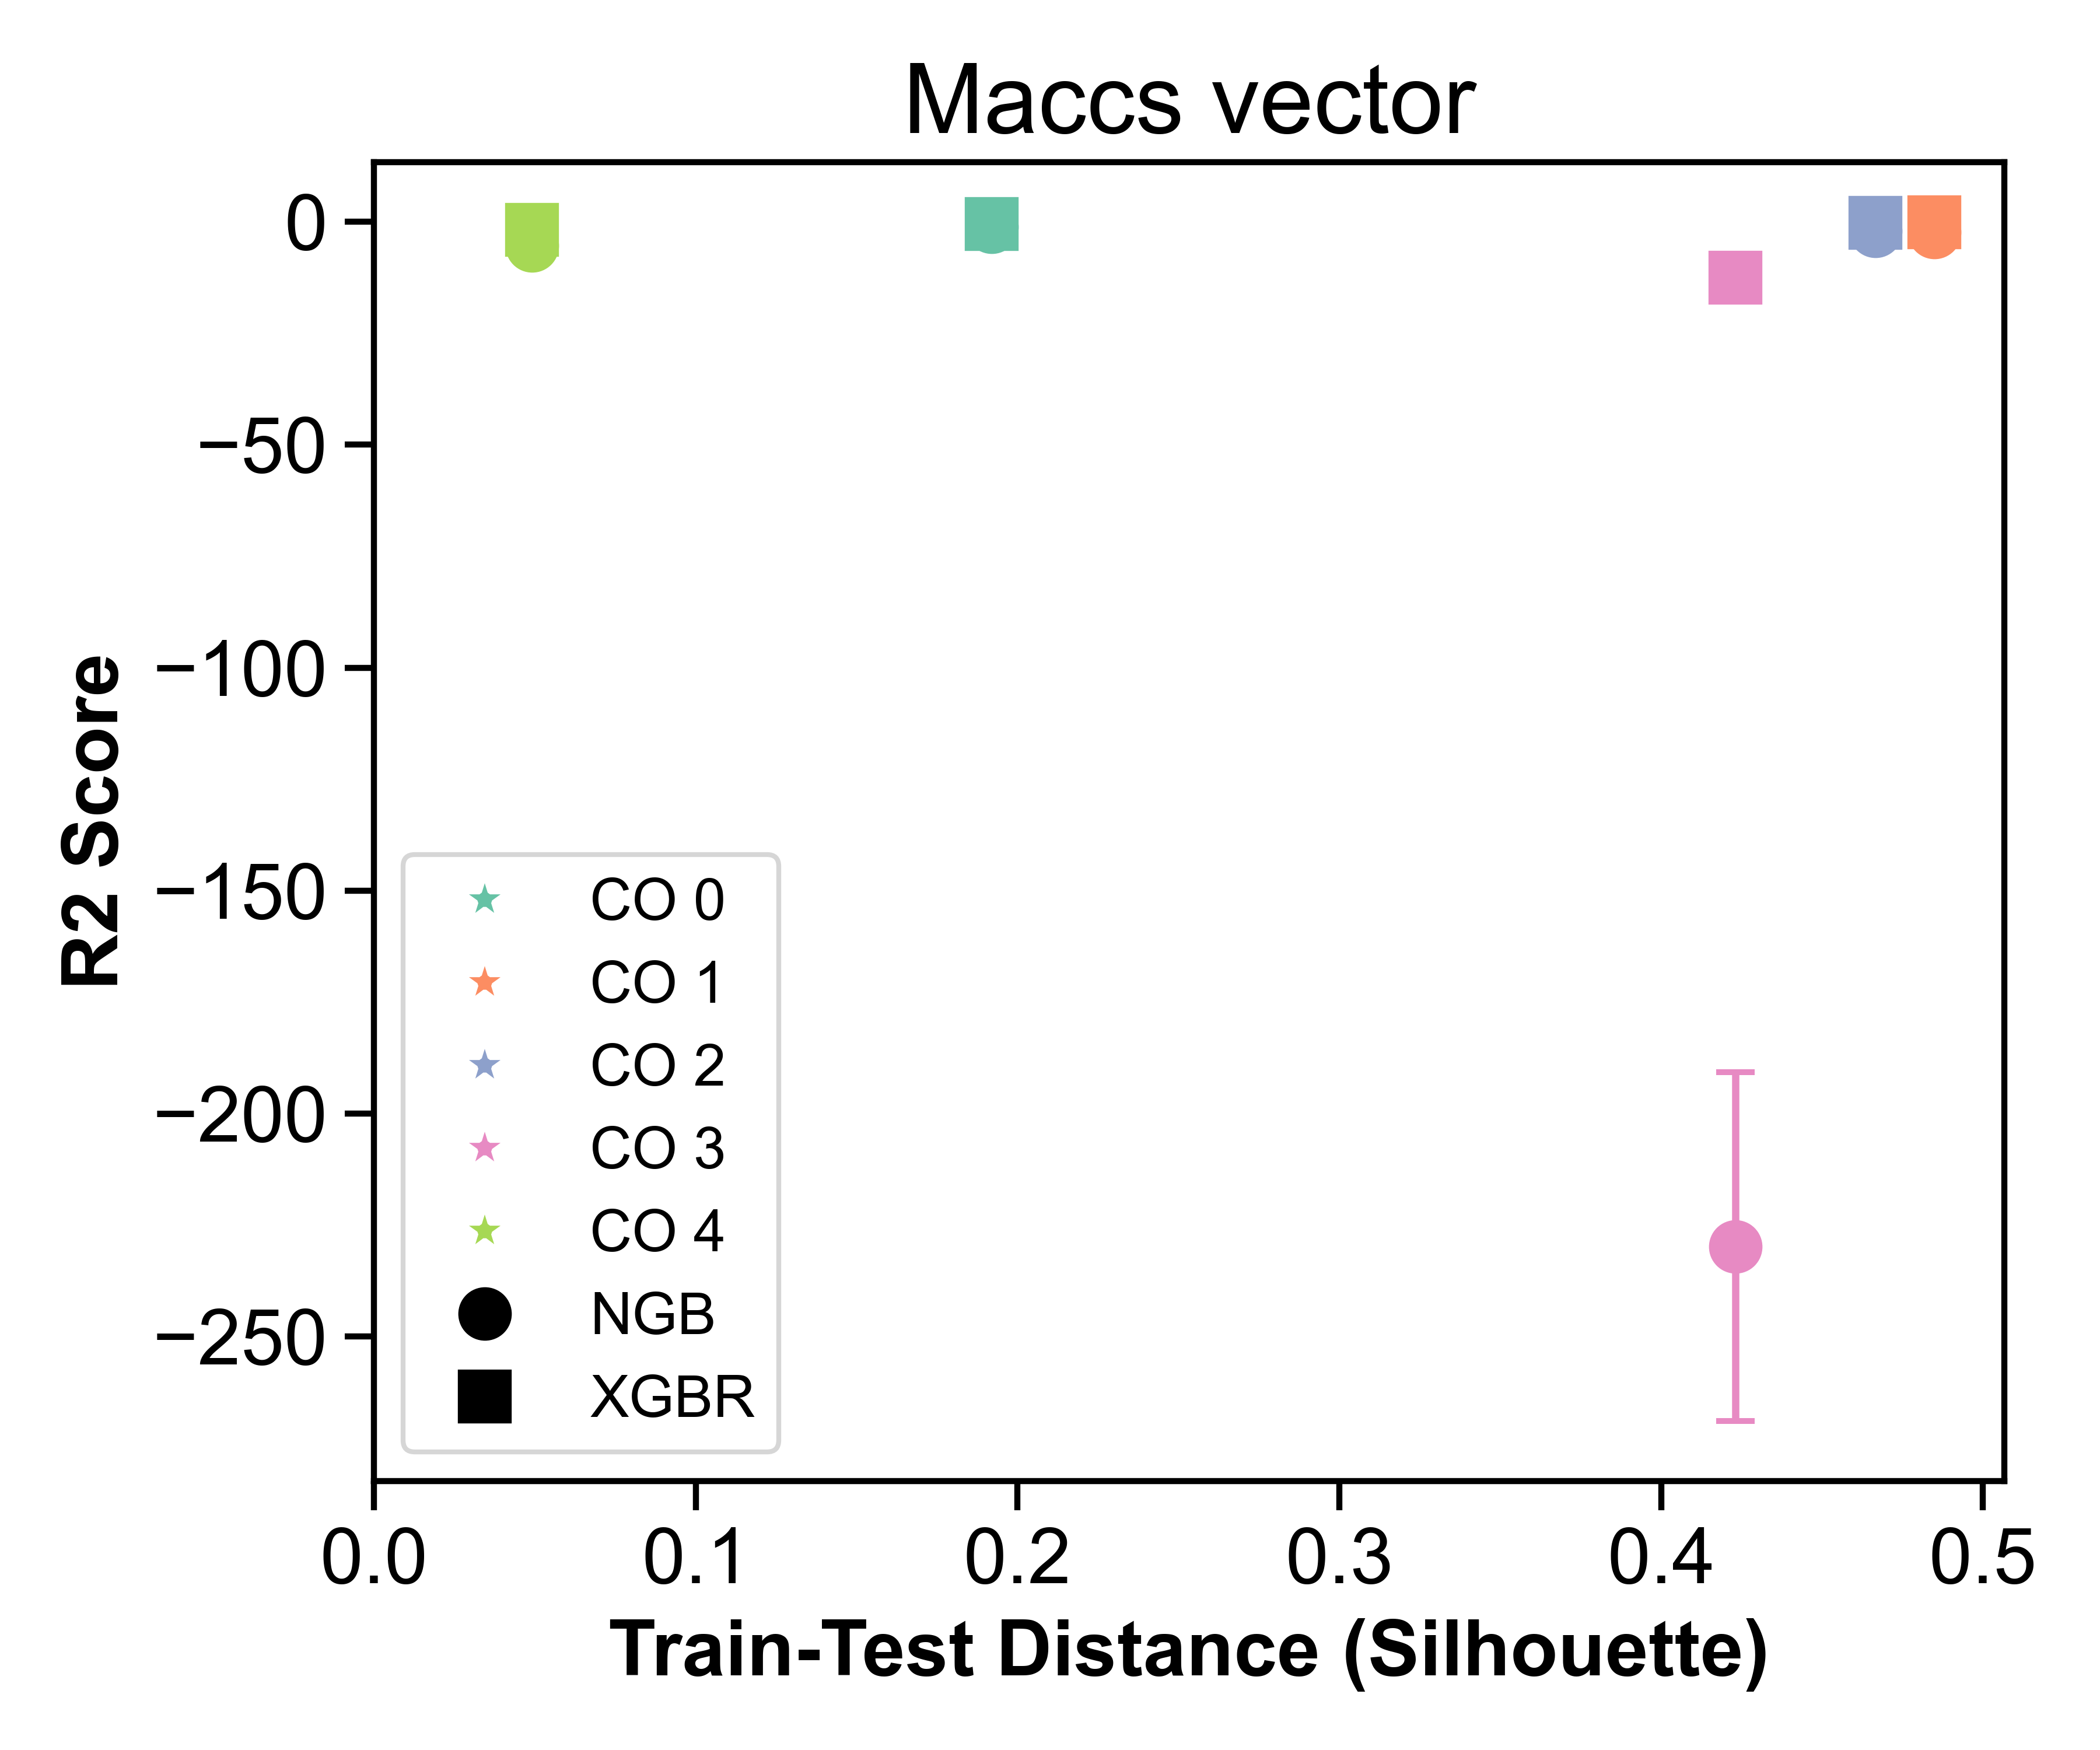 Maccs vector
0
−50
−100
−150
−200
−250
R2 Score
CO 0
CO 1
CO 2
CO 3
CO 4
NGB
XGBR
0.0 0.1 0.2 0.3 0.4 0.5
Train-Test Distance (Silhouette)